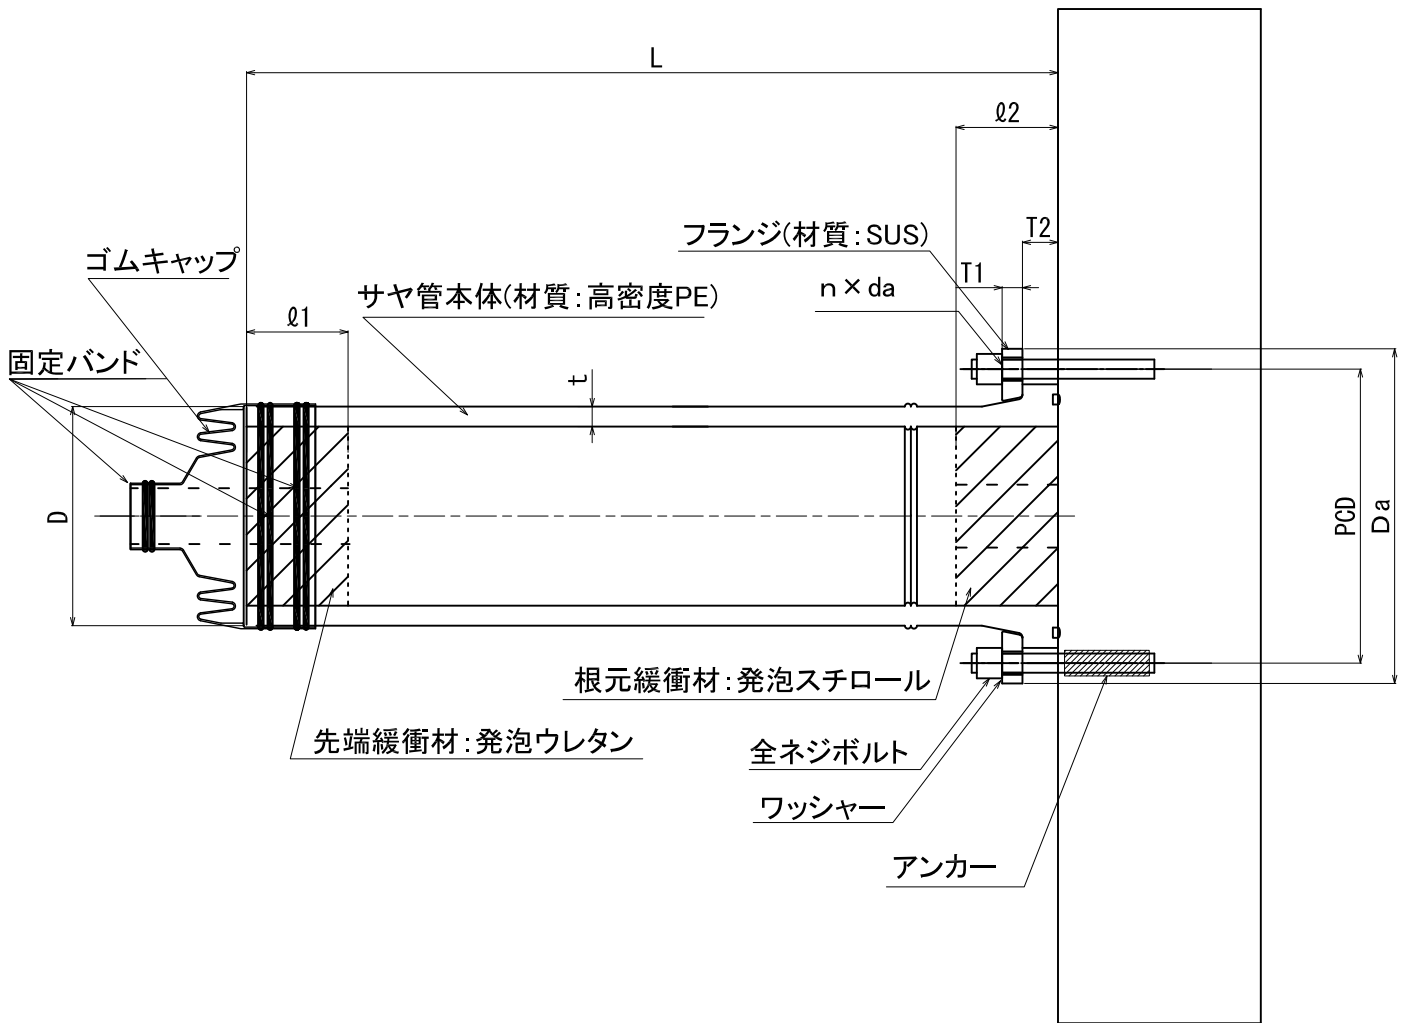 L
ℓ2
T2
フランジ(材質:SUS)
ゴムキャップ
T1
n×da
サヤ管本体(材質:高密度PE)
ℓ1
固定バンド
t
D
PCD
Da
根元緩衝材:発泡スチロール
先端緩衝材:発泡ウレタン
全ネジボルト
ワッシャー
アンカー